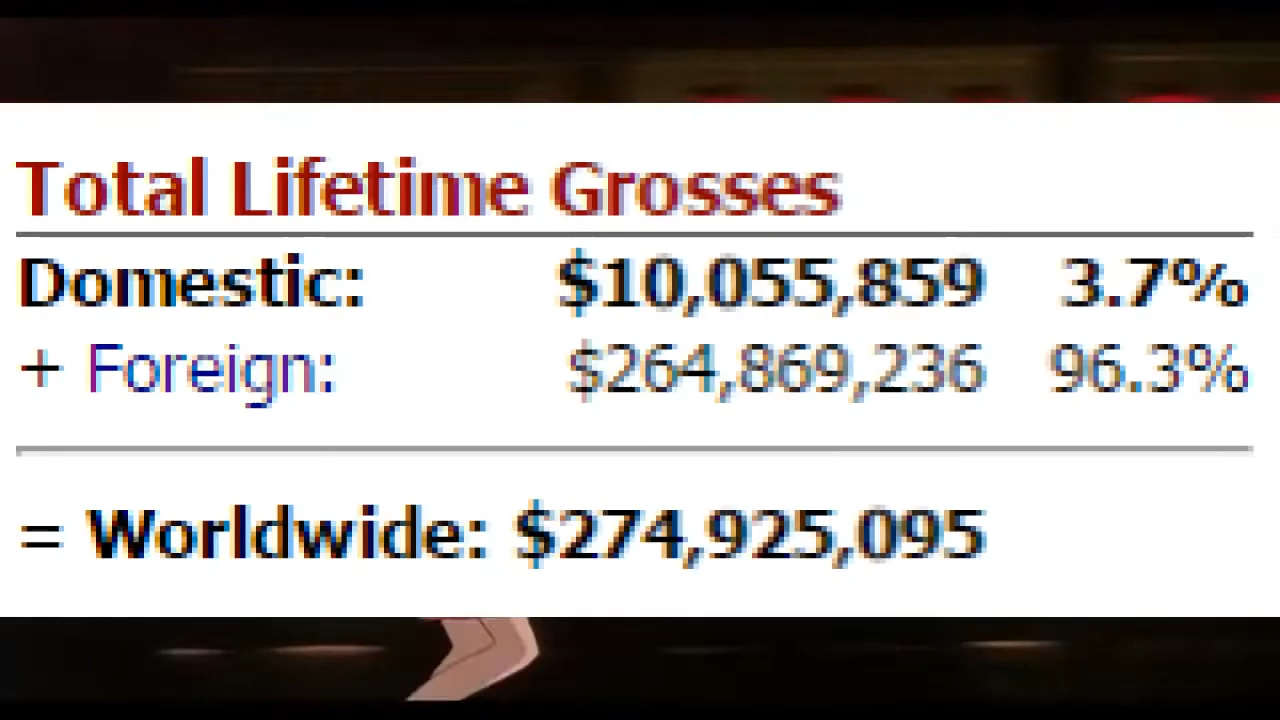 Total Lifetime Grosses
Domestic: $10,055,859 3.7%
+ Foreign: $264,869,236 96.3%
= Worldwide: $274,925,095